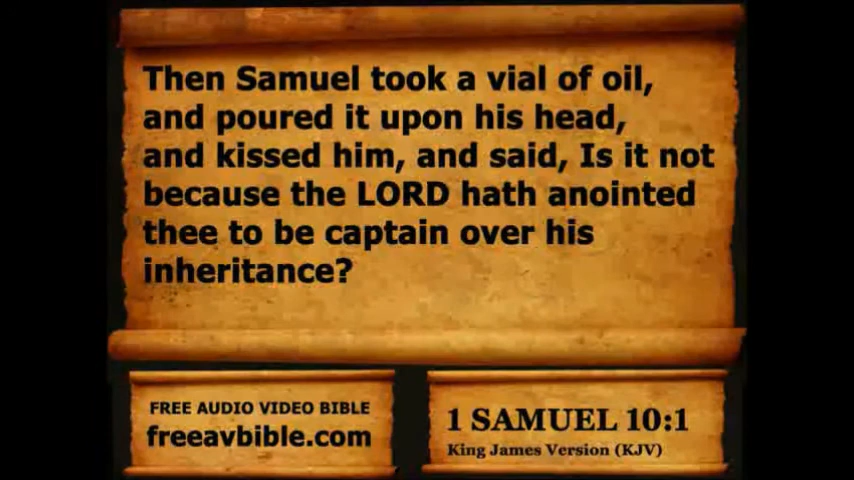 Then Samuel took a vial of oil,
and poured it upon his head,
and kissed him, and said, Is it not
because the LORD hath anointed
thee to be captain over his
inheritance?
FREE AUDIO VIDEO BIBLE
freeavbible.com
1 SAMUEL 10:1
King James Version (KJV)